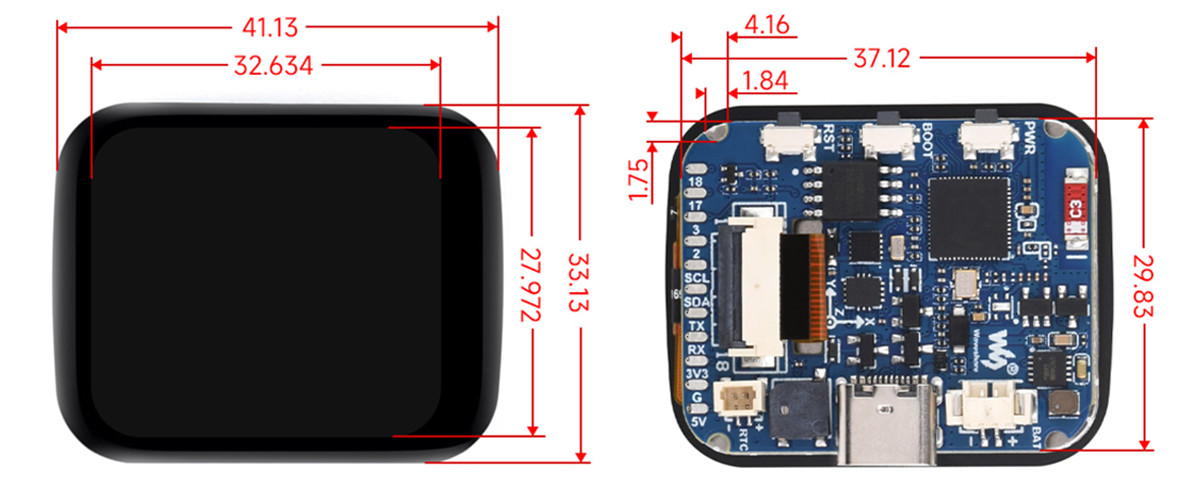 41.13
32.634
27.972
33.13
4.16
37.12
1.84
1.75
29.83
RST
BOOT
PWR
18
17
3
2
SCL
SDA
TX
RX
3V3
G
5V
C3
Y
Z
X
Waveshare
®
- +
RTC
- +
BAT